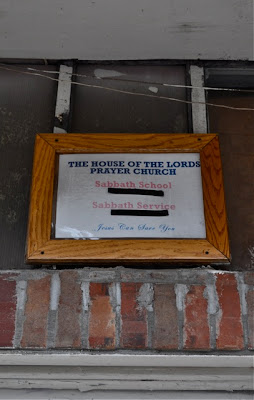 THE HOUSE OF THE LORDS
PRAYER CHURCH
Sabbath School
Sabbath Service
Jesus Can Save You